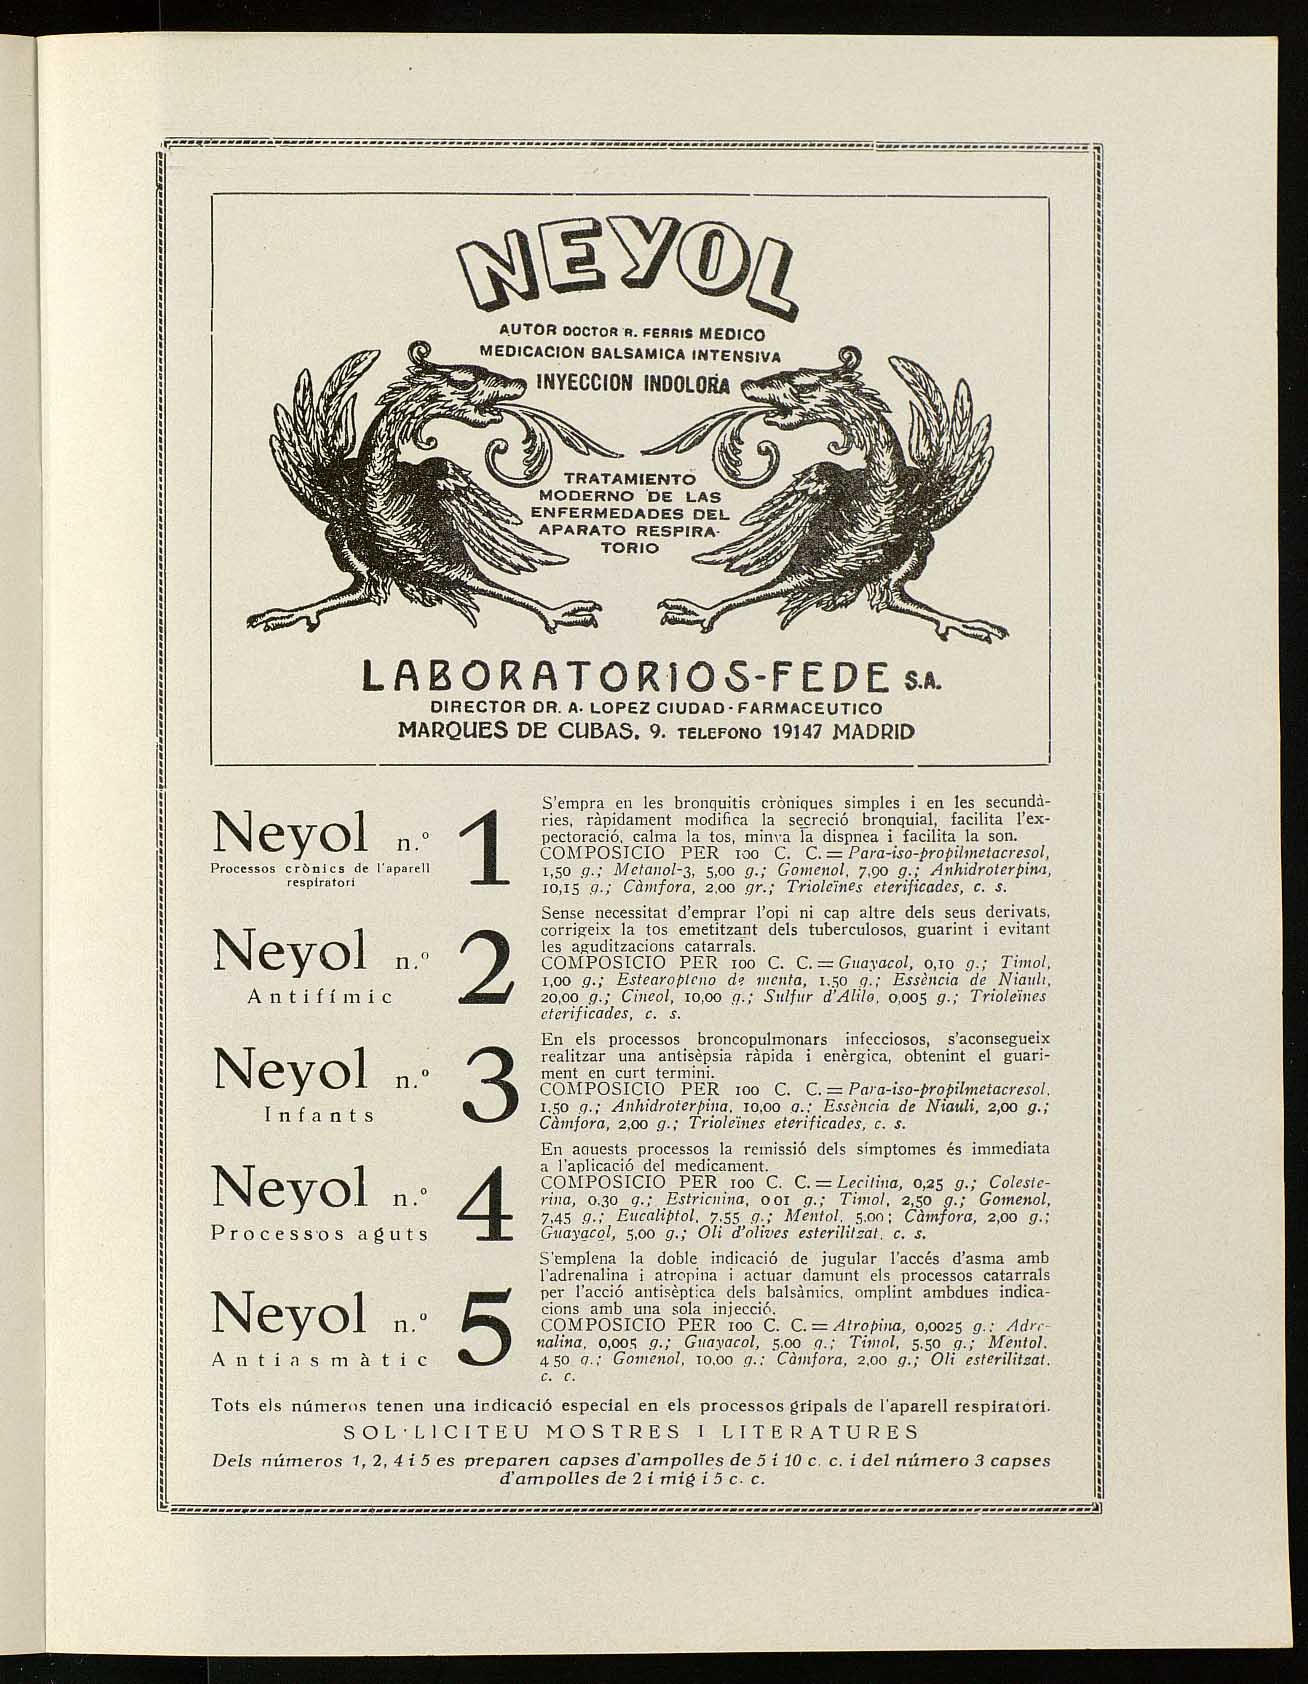 NEYOL
AUTOR DOCTOR R. FERRIS MEDICO
MEDICACION BALSAMICA INTENSIVA
INYECCION INDOLORA
TRATAMIENTO
MODERNO DE LAS
ENFERMEDADES DEL
APARATO RESPIRA-
TORIO
LABORATORIOS-FEDE S.A.
DIRECTOR DR. A. LOPEZ CIUDAD-FARMACEUTICO
MARQUES DE CUBAS, 9. TELEFONO 19147 MADRID
Neyol n.º 1
Processos crònics de l'aparell
respiratori
S'empra en les bronquitis cròniques simples i en les secundà-
ries, ràpidament modifica la secreció bronquial, facilita l'ex-
pectoració, calma la tos, minva la dispnea i facilita la son.
COMPOSICIO PER 100 C. C. = Para-iso-propilmetacresol,
1,50 g.; Metanol-3, 5,00 g.; Gomenol, 7,90 g.; Anhidroterpina,
10,15 g.; Càmfora, 2,00 gr.; Trioleïnes eterificades, c. s.
Neyol n.º 2
Antifímic
Sense necessitat d'emprar l'opi ni cap altre dels seus derivats,
corrigeix la tos emetitzant dels tuberculosos, guarint i evitant
les aguditzacions catarrals.
COMPOSICIO PER 100 C. C. = Guayacol, 0,10 g.; Timol,
1,00 g.; Estearopleno de menta, 1,50 g.; Essència de Niauli,
20,00 g.; Cineol, 10,00 g.; Sulfur d'Alilo, 0,005 g.; Trioleïnes
eterificades, c. s.
Neyol n.º 3
Infants
En els processos broncopulmonars infecciosos, s'aconsegueix
realitzar una antisèpsia ràpida i enèrgica, obtenint el guari-
ment en curt termini.
COMPOSICIO PER 100 C. C. = Para-iso-propilmetacresol,
1,50 g.; Anhidroterpina, 10,00 g.; Essència de Niauli, 2,00 g.;
Càmfora, 2,00 g.; Trioleïnes eterificades, c. s.
Neyol n.º 4
Processos aguts
En aquests processos la remissió dels símptomes és immediata
a l'aplicació del medicament.
COMPOSICIO PER 100 C. C. = Lecitina, 0,25 g.; Coleste-
rina, 0,30 g.; Estricnina, 0 01 g.; Timol, 2,50 g.; Gomenol,
7,45 g.; Eucaliptol, 7,55 g.; Mentol, 5,00; Càmfora, 2,00 g.;
Guayacol, 5,00 g.; Oli d'olives esterilitzat, c. s.
Neyol n.º 5
Antiasmàtic
S'emplena la doble indicació de jugular l'accés d'asma amb
l'adrenalina i atropina i actuar damunt els processos catarrals
per l'acció antisèptica dels balsàmics, omplint ambdues indica-
cions amb una sola injecció.
COMPOSICIO PER 100 C. C. = Atropina, 0,0025 g.; Adre-
nalina, 0,005 g.; Guayacol, 5,00 g.; Timol, 5,50 g.; Mentol,
4 50 g.; Gomenol, 10,00 g.; Càmfora, 2,00 g.; Oli esterilitzat,
c. c.
Tots els números tenen una indicació especial en els processos gripals de l'aparell respiratori.
SOL·LICITEU MOSTRES I LITERATURES
Dels números 1, 2, 4 i 5 es preparen capses d'ampolles de 5 i 10 c. c. i del número 3 capses
d'ampolles de 2 i mig i 5 c. c.